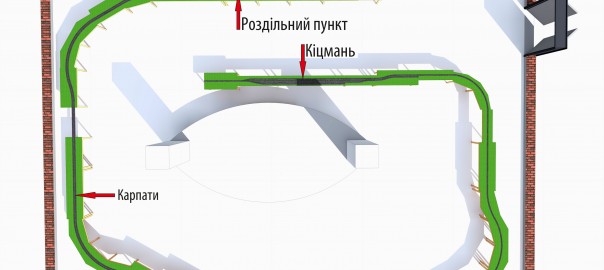 Роздільний пункт
Кіцмань
Карпати